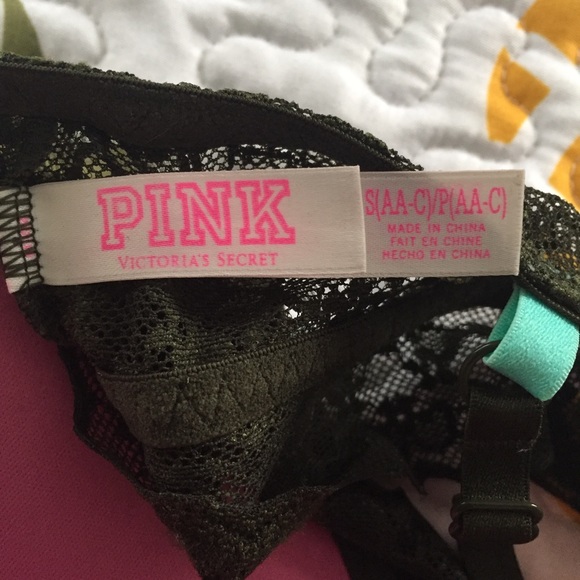 PINK
VICTORIA'S SECRET
S(AA-C)/P(AA-C)
MADE IN CHINA
FAIT EN CHINE
HECHO EN CHINA